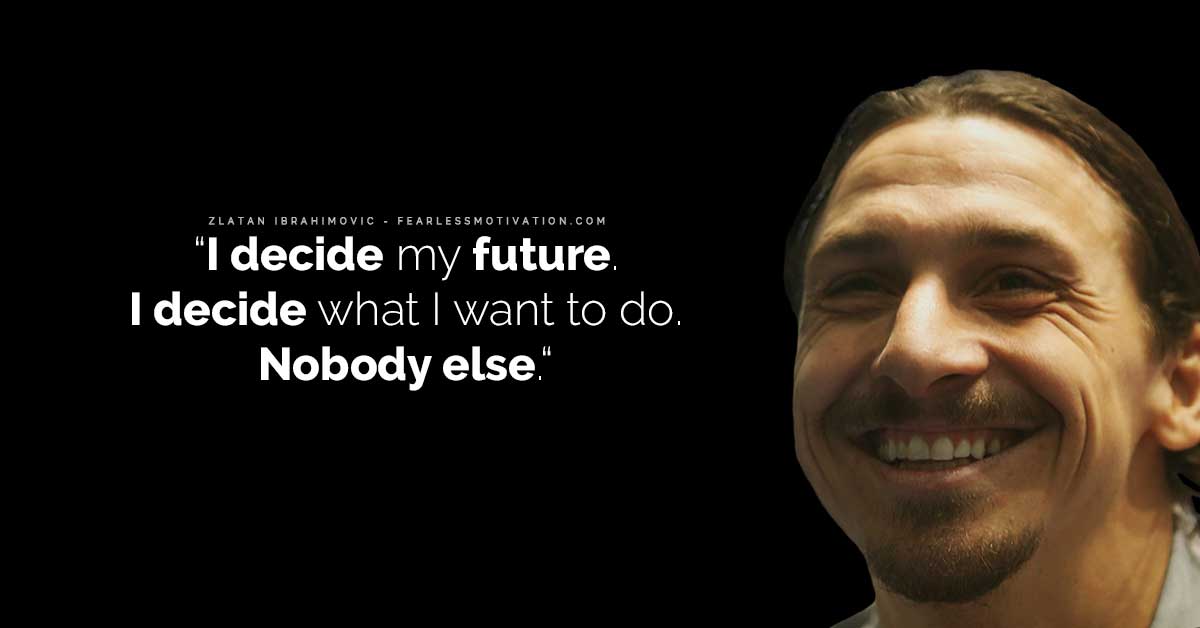 ZLATAN IBRAHIMOVIC - FEARLESSMOTIVATION.COM
“I decide my future.
I decide what I want to do.
Nobody else.“